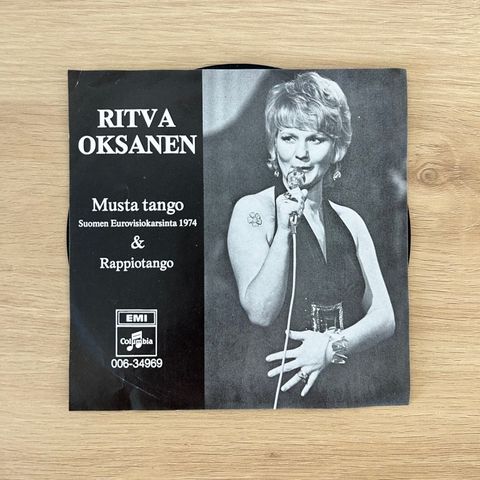 RITVA
OKSANEN
Musta tango
Suomen Eurovisiokarsinta 1974
&
Rappiotango
EMI
Columbia
006-34969